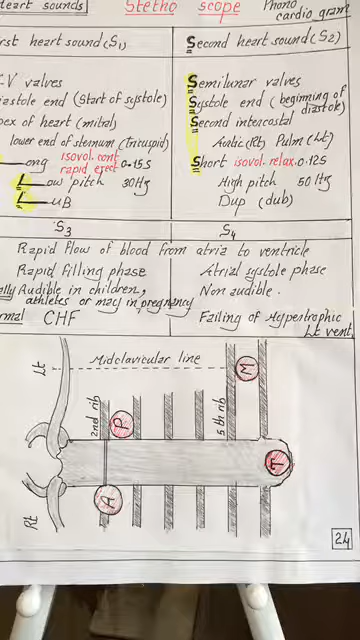 Heart sounds
Stetho scope
Phono
cardio gram
rst heart sound (S1)
Second heart sound (S2)
V valves
iastole end (Start of systole)
pex of heart (mitral)
lower end of sternum (Tricuspid)
ong isovol. cont rapid eject 0.15S
Low pitch 30Hg
LuB
Semilunar valves
Systole end (beginning of diastole)
Second intercostal
Aortic (Rt) Pulm (Lt)
Short isovol. relax. 0.12S
High pitch 50Hg
Dup (dub)
S3
S4
Rapid flow of blood from atria to ventricle
Rapid filling phase
Atrial systole phase
lly Audible in children,
athletes or may in pregnancy
Non audible.
rmal CHF
Failing of Hypertrophic
Lt vent.
Lt
Midclavicular line
2nd rib
5th rib
M
P
T
A
Rt
24